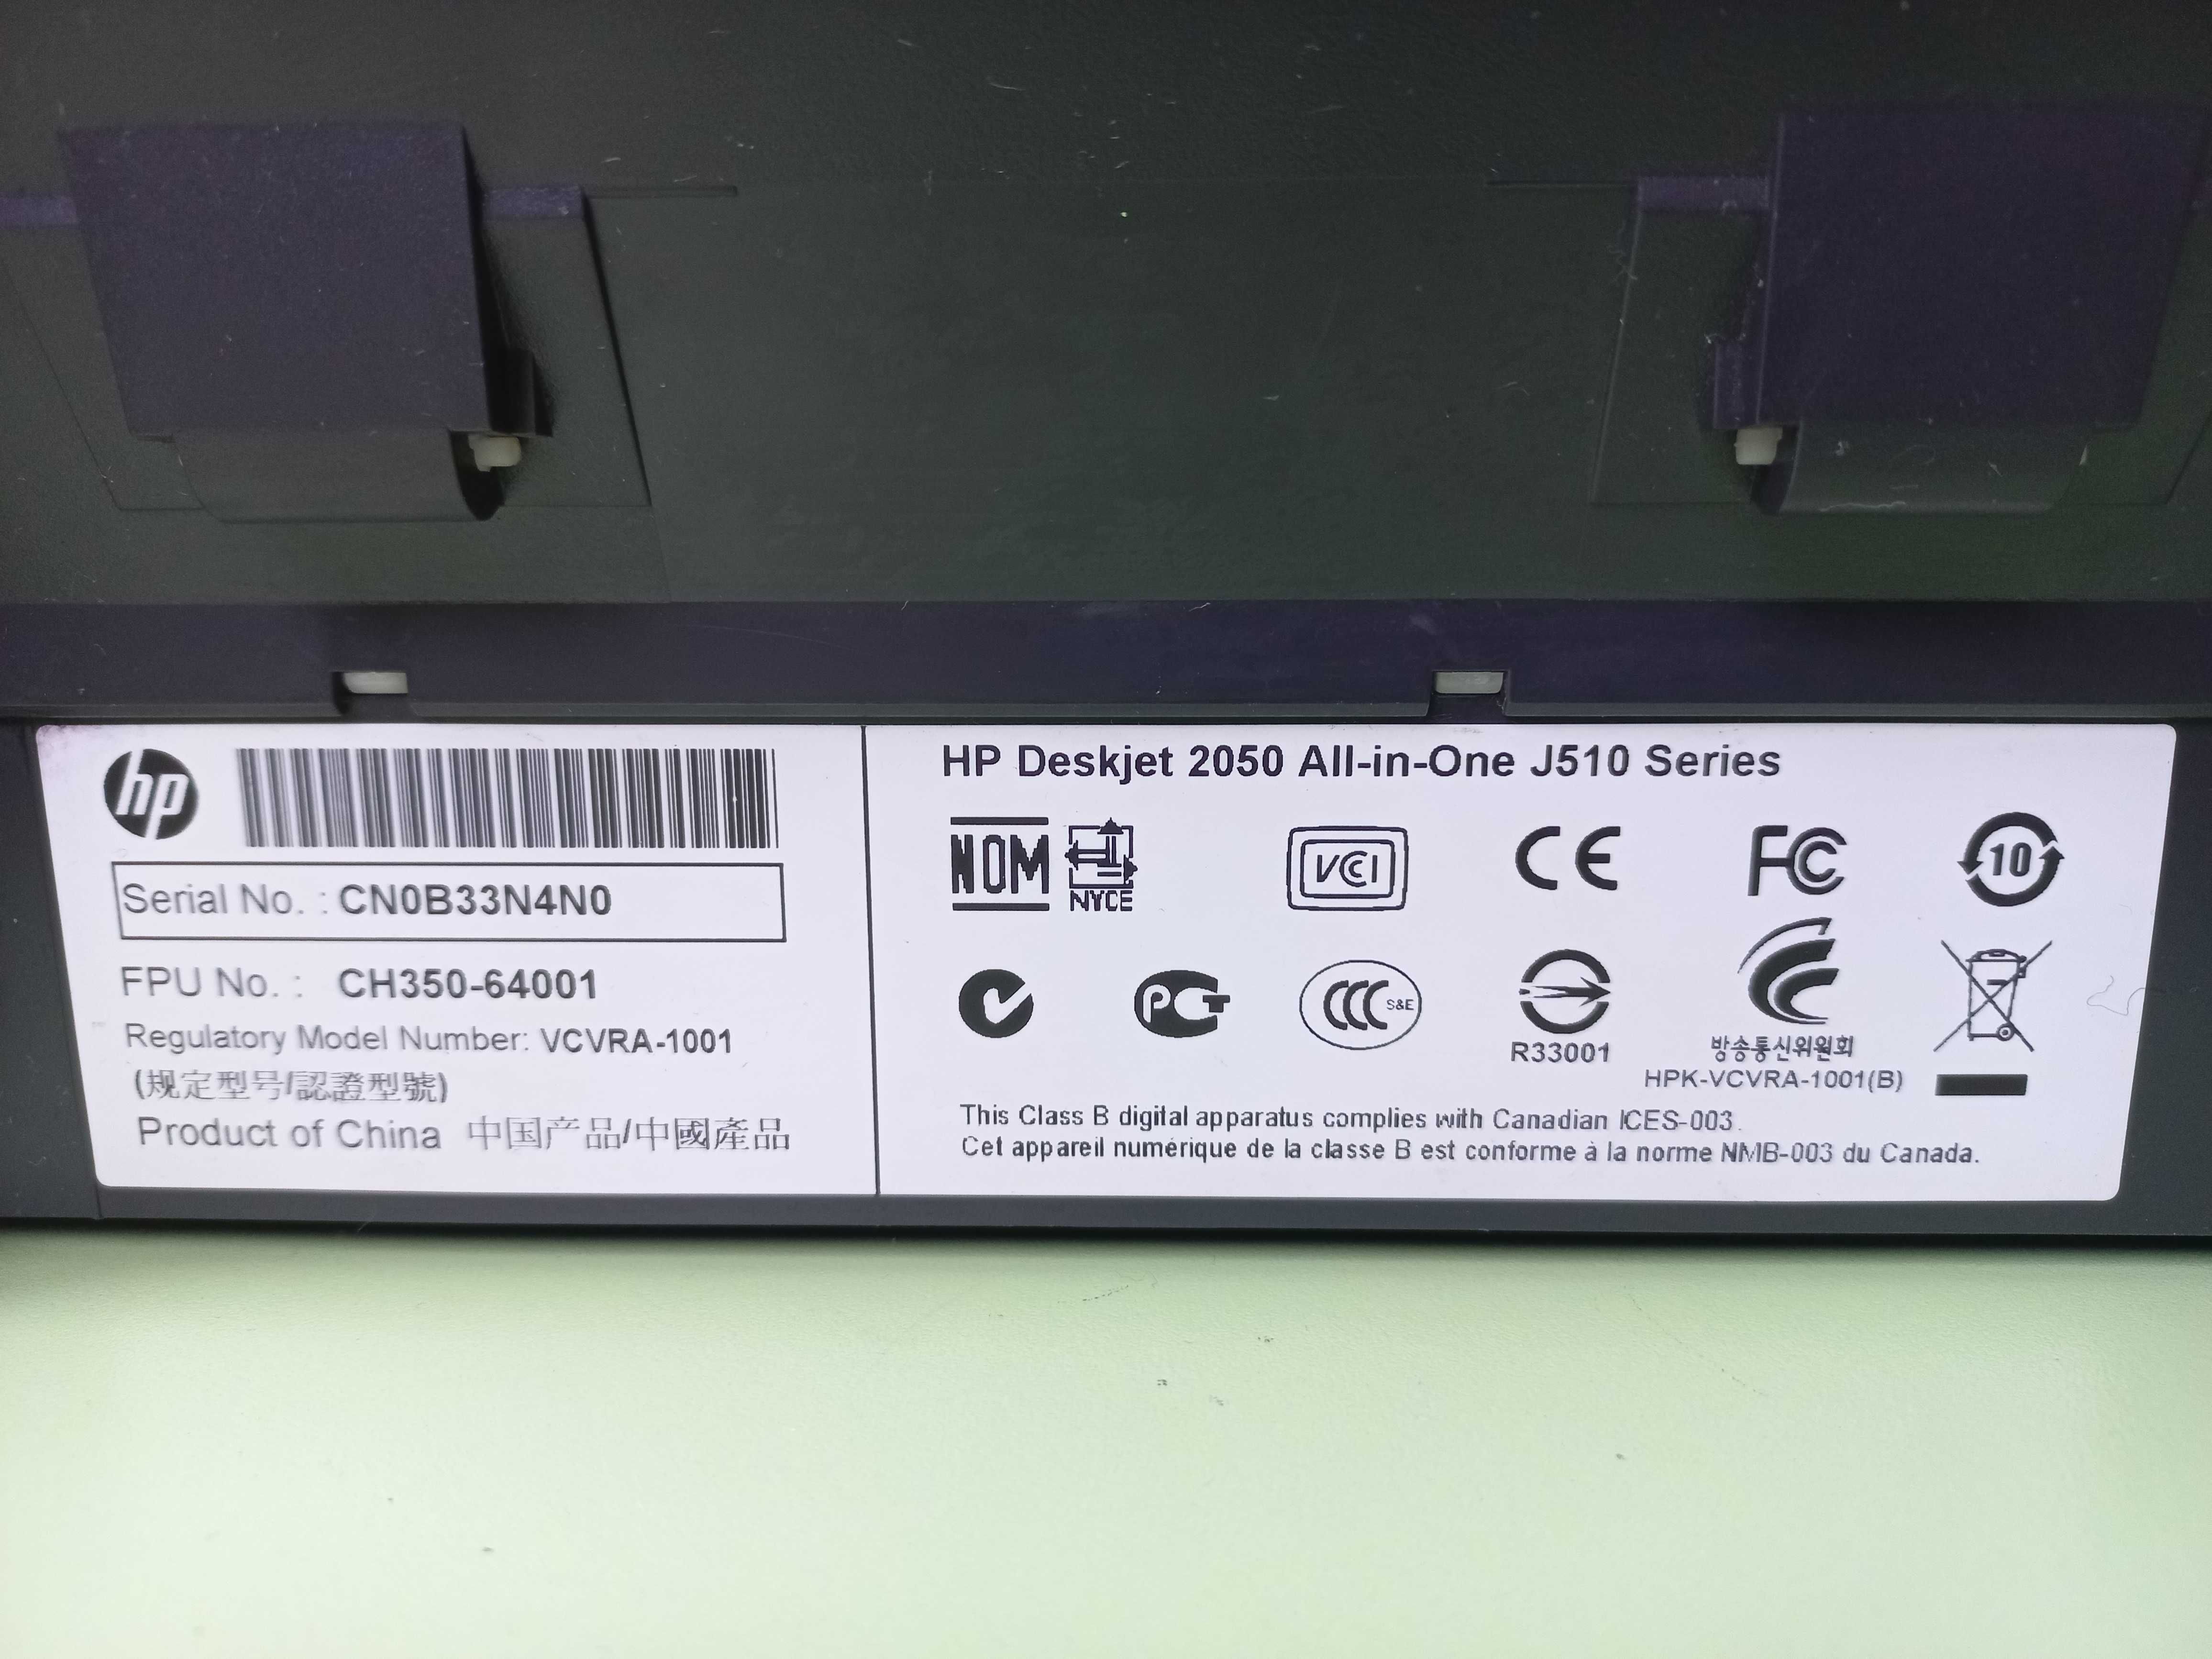 hp
Serial No. : CN0B33N4N0
FPU No. : CH350-64001
Regulatory Model Number: VCVRA-1001
(规定型号/認證型號)
Product of China 中国产品/中國產品
HP Deskjet 2050 All-in-One J510 Series
NOM NYCE VCCI CE FC 10
PCT CCC S&E
R33001
방송통신위원회
HPK-VCVRA-1001(B)
This Class B digital apparatus complies with Canadian ICES-003.
Cet appareil numérique de la classe B est conforme à la norme NMB-003 du Canada.